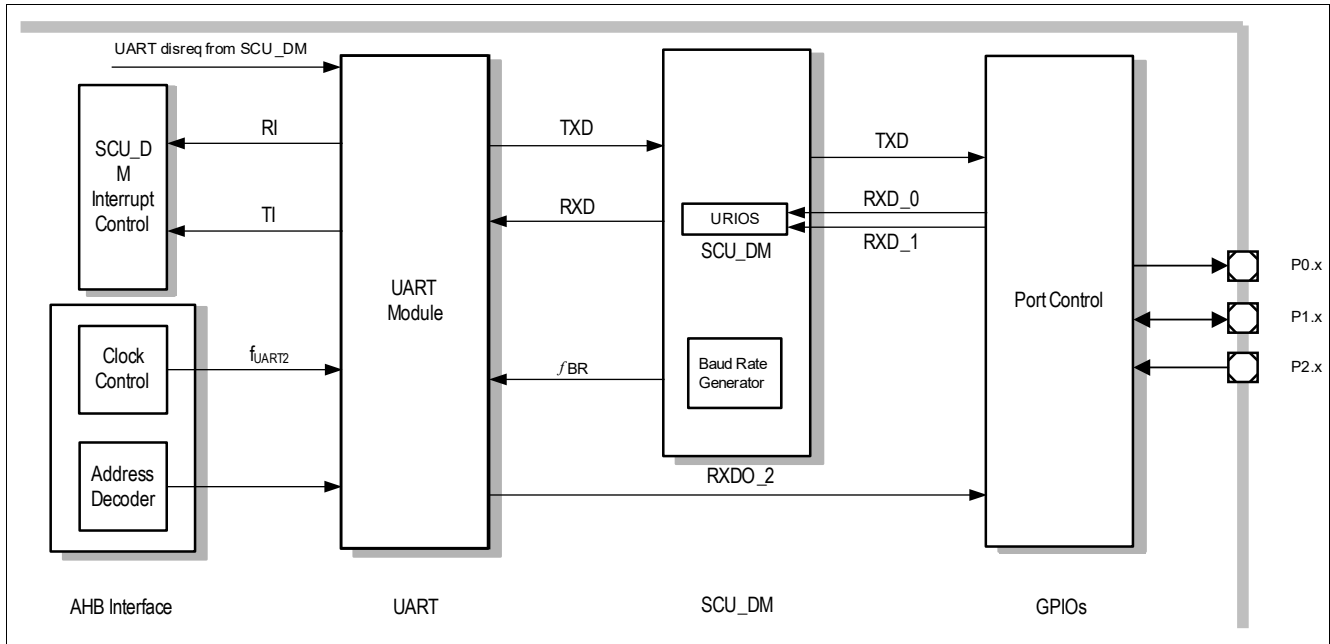 UART disreq from SCU_DM
SCU_D
M
Interrupt
Control
RI
TI
UART
Module
TXD
RXD
URIOS
SCU_DM
TXD
RXD_0
RXD_1
Port Control
P0.x
P1.x
P2.x
Clock
Control
fUART2
fBR
Baud Rate
Generator
Address
Decoder
RXDO_2
AHB Interface
UART
SCU_DM
GPIOs